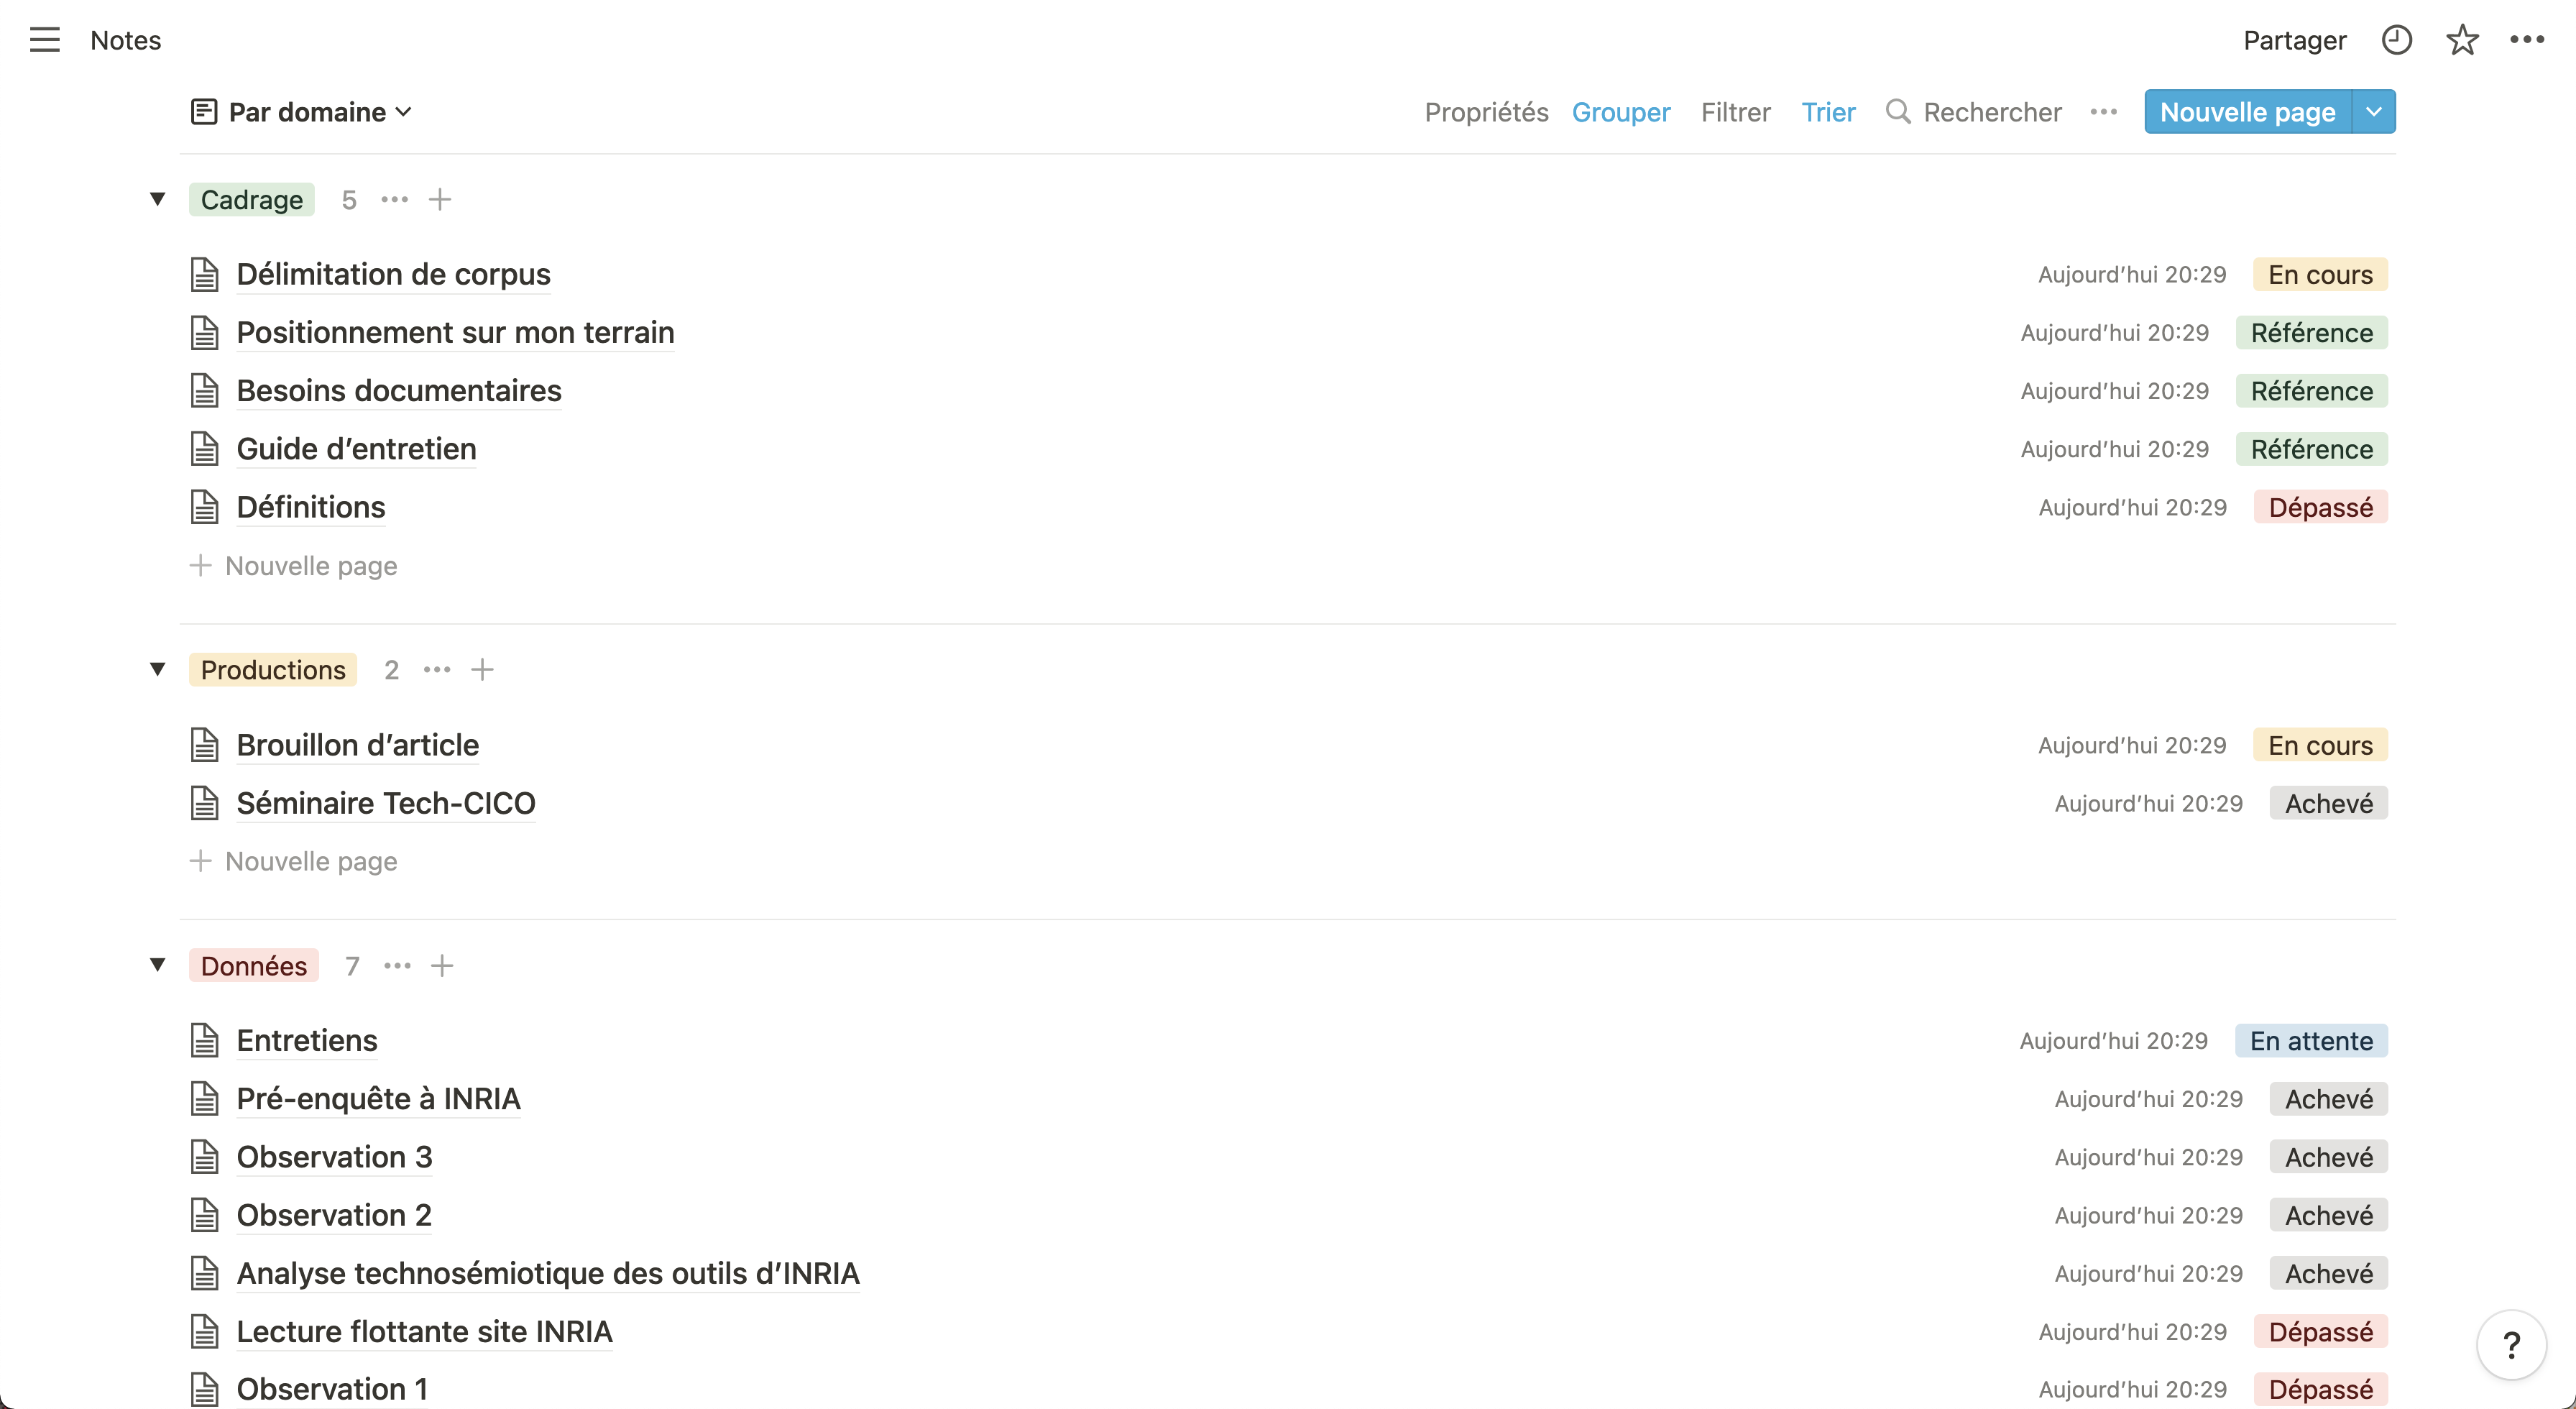 Notes
Partager
Par domaine
Propriétés Grouper Filtrer Trier Rechercher Nouvelle page
Cadrage 5
Délimitation de corpus Aujourd’hui 20:29 En cours
Positionnement sur mon terrain Aujourd’hui 20:29 Référence
Besoins documentaires Aujourd’hui 20:29 Référence
Guide d’entretien Aujourd’hui 20:29 Référence
Définitions Aujourd’hui 20:29 Dépassé
Nouvelle page
Productions 2
Brouillon d’article Aujourd’hui 20:29 En cours
Séminaire Tech-CICO Aujourd’hui 20:29 Achevé
Nouvelle page
Données 7
Entretiens Aujourd’hui 20:29 En attente
Pré-enquête à INRIA Aujourd’hui 20:29 Achevé
Observation 3 Aujourd’hui 20:29 Achevé
Observation 2 Aujourd’hui 20:29 Achevé
Analyse technosémiotique des outils d’INRIA Aujourd’hui 20:29 Achevé
Lecture flottante site INRIA Aujourd’hui 20:29 Dépassé
Observation 1 Aujourd’hui 20:29 Dépassé
?